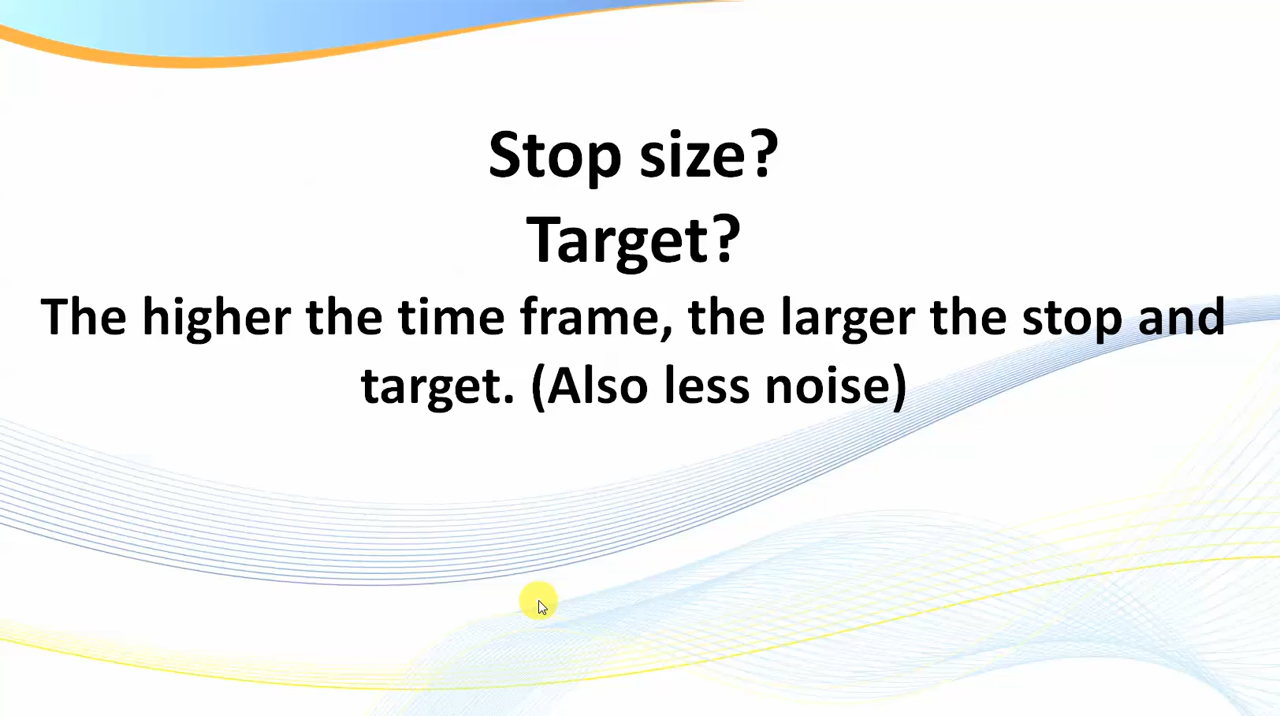 Stop size?
Target?
The higher the time frame, the larger the stop and
target. (Also less noise)